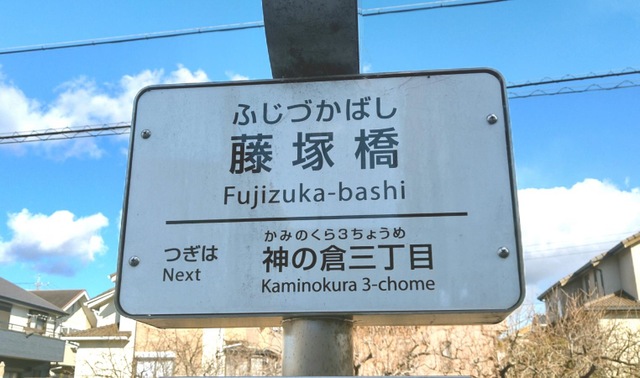 ふじづかばし
藤塚橋
Fujizuka-bashi
かみのくら3ちょうめ
つぎは 神の倉三丁目
Next Kaminokura 3-chome